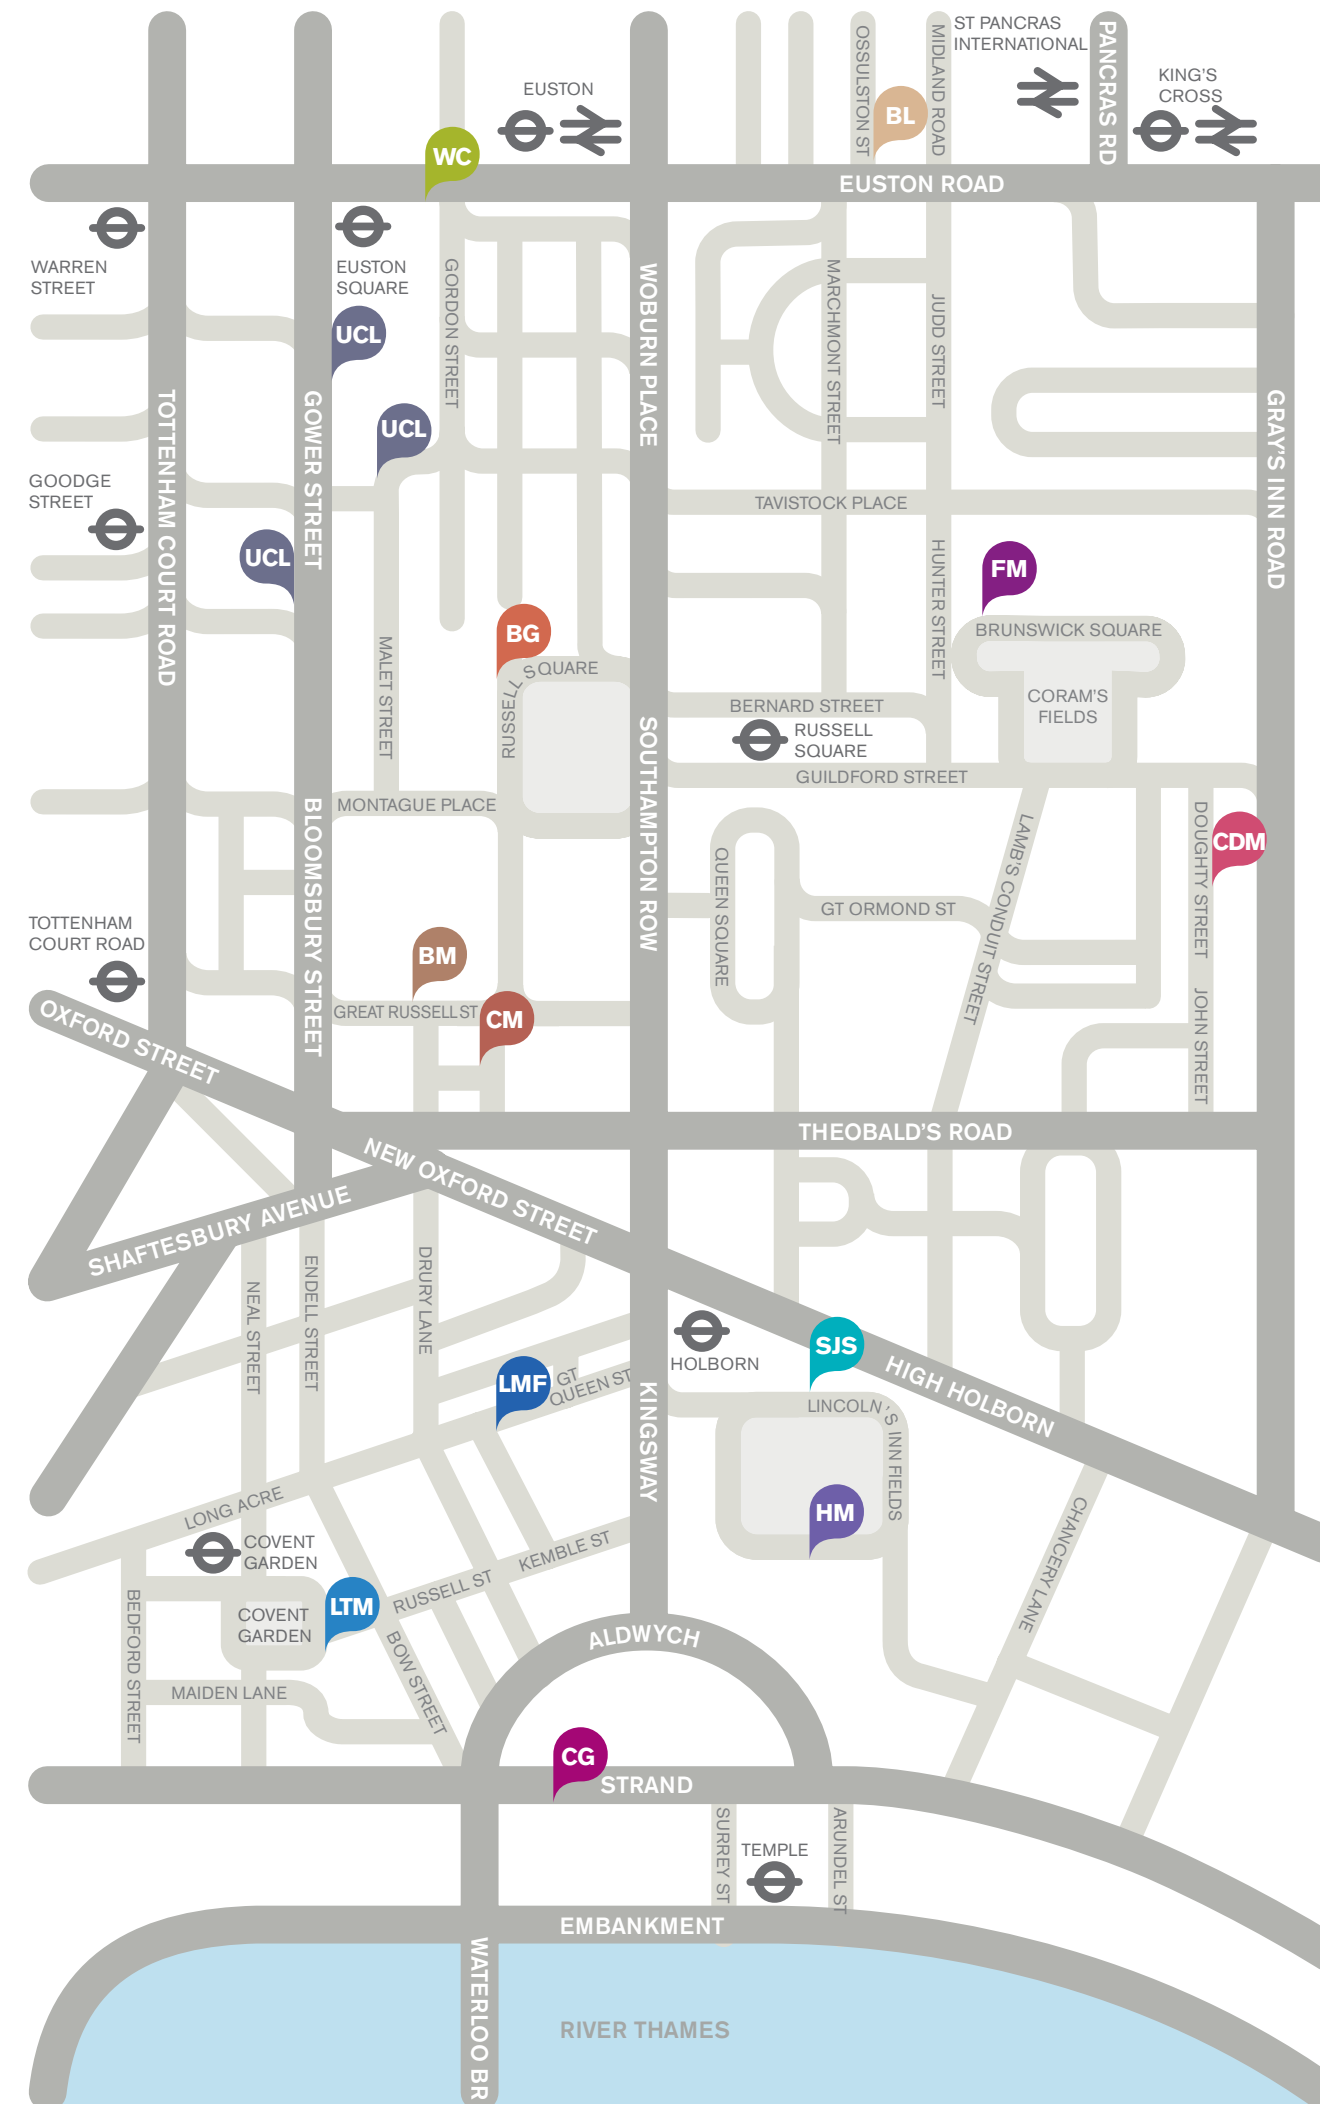 ST PANCRAS
INTERNATIONAL
OSSULSTON ST
MIDLAND ROAD
PANCRAS RD
KING'S
CROSS
EUSTON
BL
WC
EUSTON ROAD
WARREN
STREET
EUSTON
SQUARE
UCL
GORDON STREET
WOBURN PLACE
MARCHMONT STREET
JUDD STREET
TOTTENHAM COURT ROAD
GOWER STREET
GRAY'S INN ROAD
UCL
GOODGE
STREET
TAVISTOCK PLACE
UCL
HUNTER STREET
FM
BG
BRUNSWICK SQUARE
MALET STREET
RUSSELL SQUARE
CORAM'S
FIELDS
BERNARD STREET
SOUTHAMPTON ROW
RUSSELL
SQUARE
GUILDFORD STREET
BLOOMSBURY STREET
MONTAGUE PLACE
LAMB'S CONDUIT STREET
DOUGHTY STREET
CDM
QUEEN SQUARE
GT ORMOND ST
TOTTENHAM
COURT ROAD
BM
JOHN STREET
OXFORD STREET
GREAT RUSSELL ST
CM
THEOBALD'S ROAD
NEW OXFORD STREET
SHAFTESBURY AVENUE
NEAL STREET
ENDELL STREET
DRURY LANE
HOLBORN
SJS
HIGH HOLBORN
LMF
GT
QUEEN ST
KINGSWAY
LINCOLN'S INN FIELDS
LONG ACRE
HM
CHANCERY LANE
COVENT
GARDEN
KEMBLE ST
RUSSELL ST
BEDFORD STREET
COVENT
GARDEN
LTM
BOW STREET
ALDWYCH
MAIDEN LANE
CG
STRAND
SURREY ST
TEMPLE
ARUNDEL ST
EMBANKMENT
WATERLOO BR
RIVER THAMES